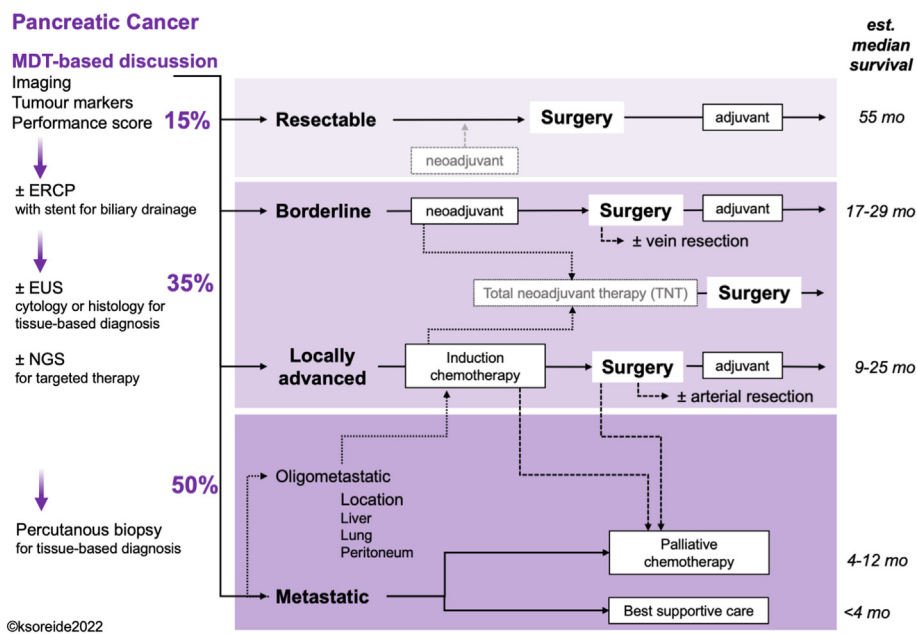 Pancreatic Cancer
MDT-based discussion
Imaging
Tumour markers
Performance score
± ERCP
with stent for biliary drainage
± EUS
cytology or histology for
tissue-based diagnosis
± NGS
for targeted therapy
Percutanous biopsy
for tissue-based diagnosis
est.
median
survival
15%
Resectable
neoadjuvant
Surgery
adjuvant
55 mo
35%
Borderline
neoadjuvant
Surgery
adjuvant
17-29 mo
± vein resection
Total neoadjuvant therapy (TNT)
Surgery
Locally
advanced
Induction
chemotherapy
Surgery
adjuvant
9-25 mo
± arterial resection
50%
Oligometastatic
Location
Liver
Lung
Peritoneum
Palliative
chemotherapy
4-12 mo
Metastatic
Best supportive care
<4 mo
©ksoreide2022